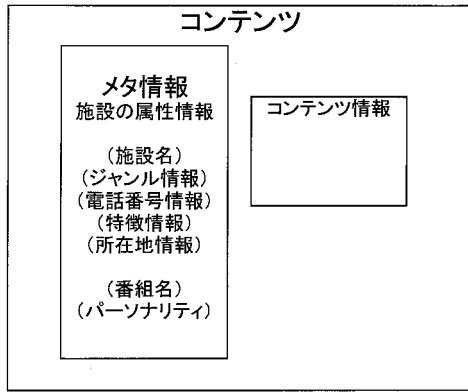 コンテンツ
メタ情報
施設の属性情報
(施設名)
(ジャンル情報)
(電話番号情報)
(特徴情報)
(所在地情報)
(番組名)
(パーソナリティ)
コンテンツ情報